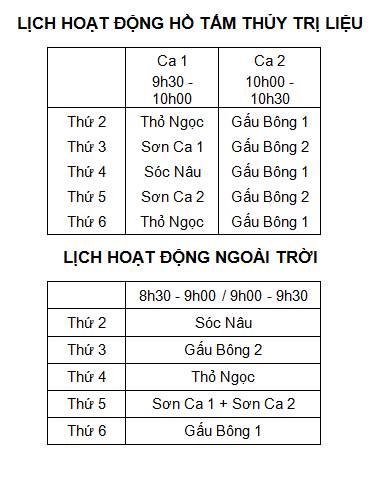 LỊCH HOẠT ĐỘNG HỒ TẮM THỦY TRỊ LIỆU
Ca 1 Ca 2
9h30 - 10h00 -
10h00 10h30
Thứ 2 Thỏ Ngọc Gấu Bông 1
Thứ 3 Sơn Ca 1 Gấu Bông 2
Thứ 4 Sóc Nâu Gấu Bông 1
Thứ 5 Sơn Ca 2 Gấu Bông 2
Thứ 6 Thỏ Ngọc Gấu Bông 1
LỊCH HOẠT ĐỘNG NGOÀI TRỜI
8h30 - 9h00 / 9h00 - 9h30
Thứ 2 Sóc Nâu
Thứ 3 Gấu Bông 2
Thứ 4 Thỏ Ngọc
Thứ 5 Sơn Ca 1 + Sơn Ca 2
Thứ 6 Gấu Bông 1